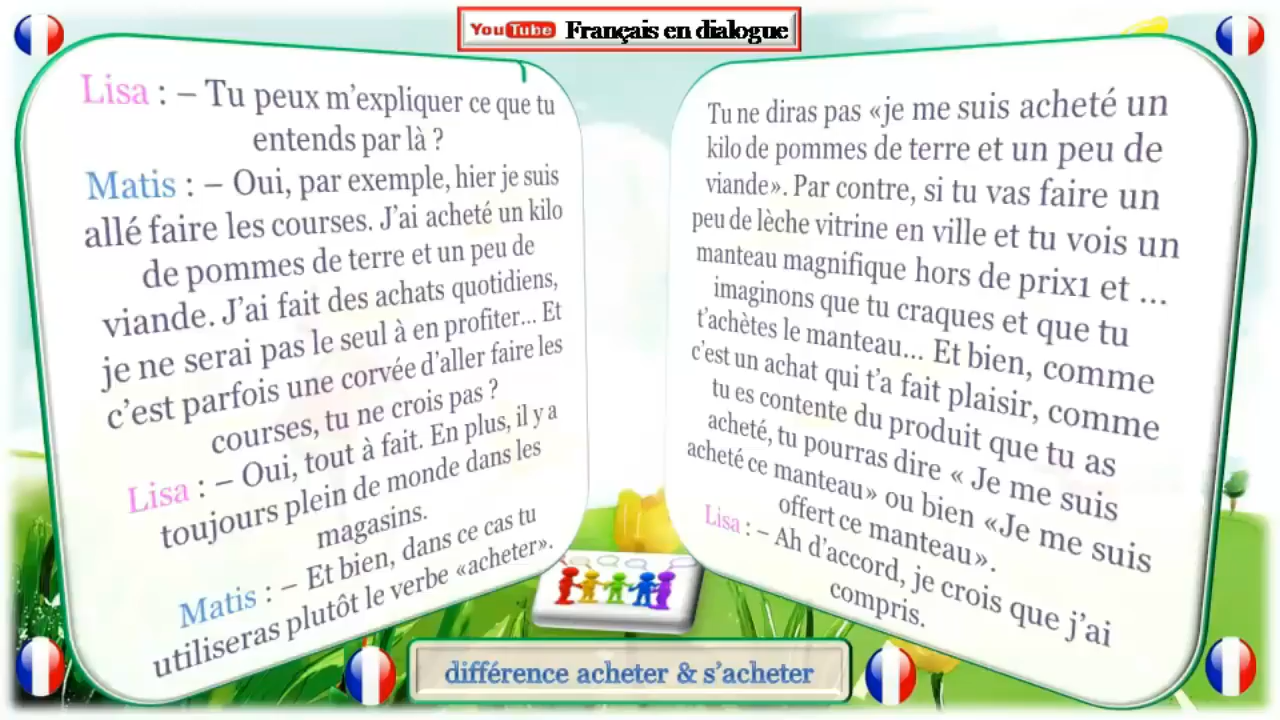 YouTube Français en dialogue
Lisa : – Tu peux m’expliquer ce que tu
entends par là ?
Matis : – Oui, par exemple, hier je suis
allé faire les courses. J’ai acheté un kilo
de pommes de terre et un peu de
viande. J’ai fait des achats quotidiens,
je ne serai pas le seul à en profiter... Et
c’est parfois une corvée d’aller faire les
courses, tu ne crois pas ?
Lisa : – Oui, tout à fait. En plus, il y a
toujours plein de monde dans les
magasins.
Matis : – Et bien, dans ce cas tu
utiliseras plutôt le verbe «acheter».
Tu ne diras pas «je me suis acheté un
kilo de pommes de terre et un peu de
viande». Par contre, si tu vas faire un
peu de lèche vitrine en ville et tu vois un
manteau magnifique hors de prix1 et ...
imaginons que tu craques et que tu
t’achètes le manteau... Et bien, comme
c’est un achat qui t’a fait plaisir, comme
tu es contente du produit que tu as
acheté, tu pourras dire « Je me suis
acheté ce manteau» ou bien «Je me suis
offert ce manteau».
Lisa : – Ah d’accord, je crois que j’ai
compris.
différence acheter & s’acheter